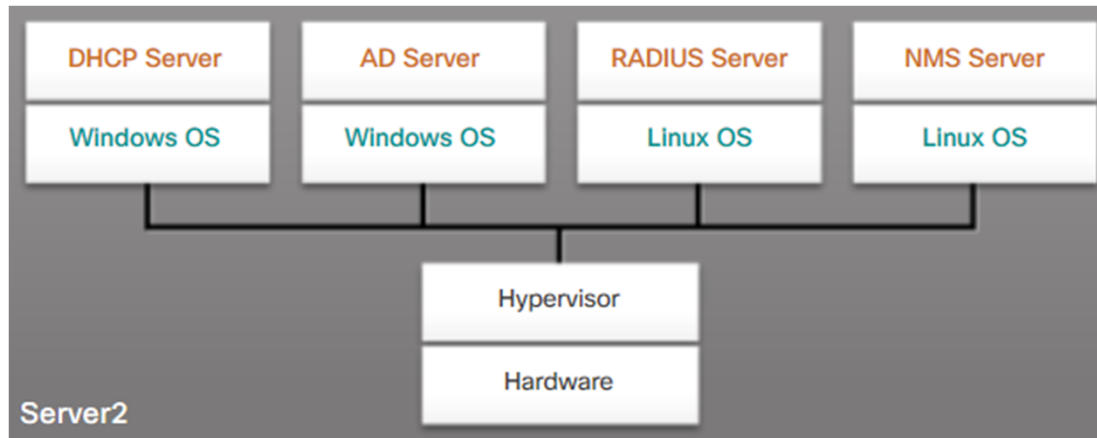 DHCP Server
AD Server
RADIUS Server
NMS Server
Windows OS
Windows OS
Linux OS
Linux OS
Hypervisor
Hardware
Server2